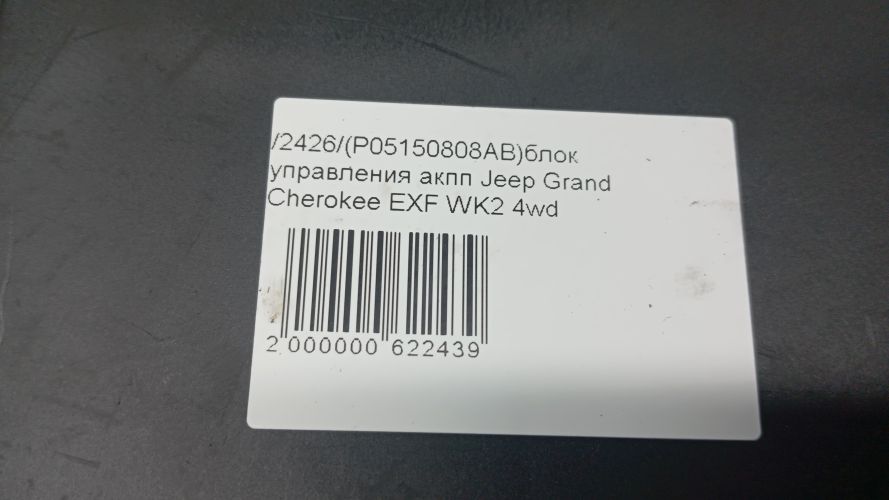 /2426/(P05150808AB)блок
управления акпп Jeep Grand
Cherokee EXF WK2 4wd
2 000000 622439